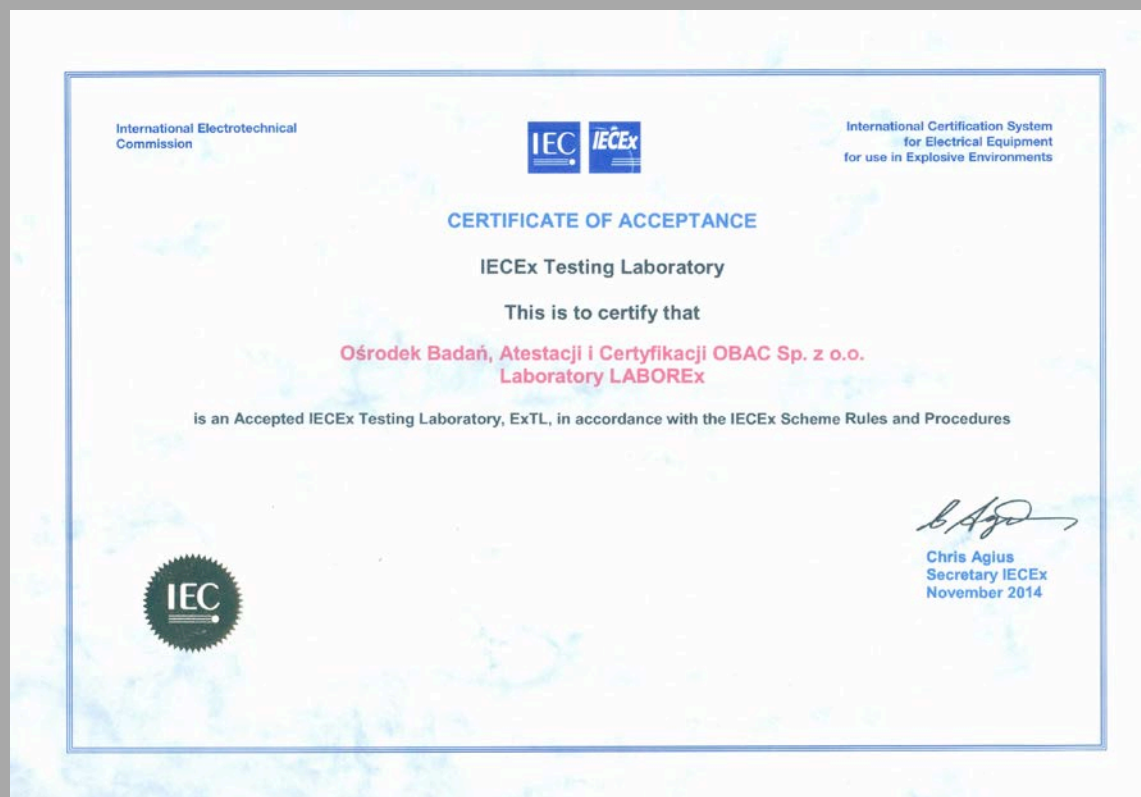 International Electrotechnical
Commission
IEC IECEx
International Certification System
for Electrical Equipment
for use in Explosive Environments
CERTIFICATE OF ACCEPTANCE
IECEx Testing Laboratory
This is to certify that
Ośrodek Badań, Atestacji i Certyfikacji OBAC Sp. z o.o.
Laboratory LABOREx
is an Accepted IECEx Testing Laboratory, ExTL, in accordance with the IECEx Scheme Rules and Procedures
Chris Agius
Secretary IECEx
November 2014
IEC